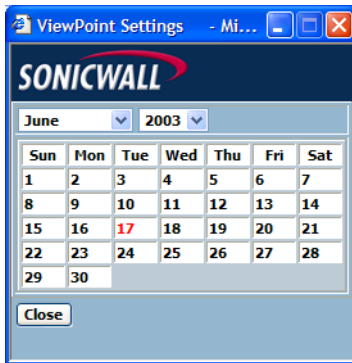 ViewPoint Settings - Mi...
SONICWALL
June 2003
Sun Mon Tue Wed Thu Fri Sat
1 2 3 4 5 6 7
8 9 10 11 12 13 14
15 16 17 18 19 20 21
22 23 24 25 26 27 28
29 30
Close